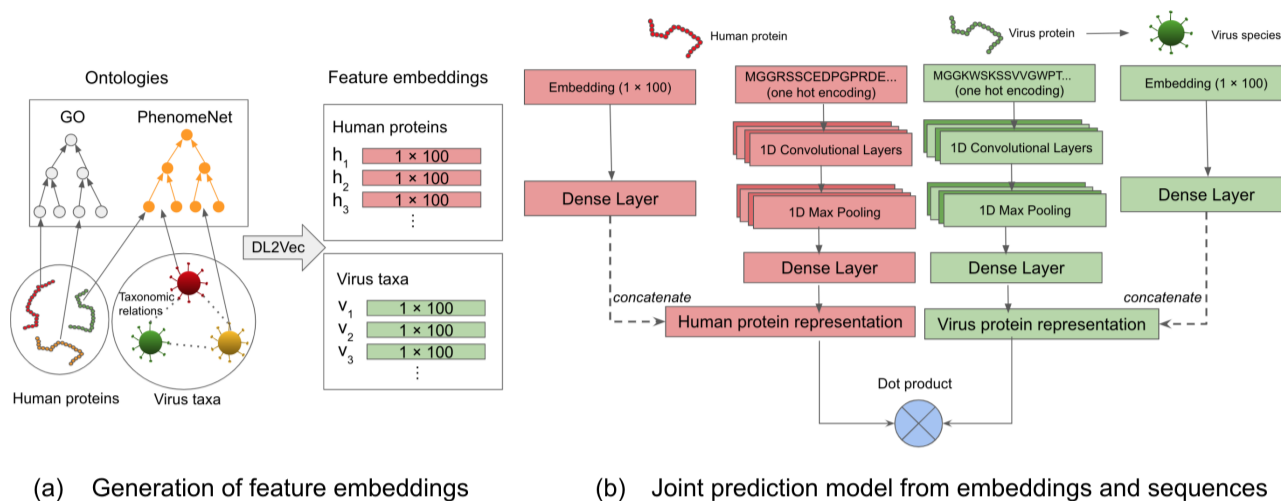 Ontologies
GO
PhenomeNet
Taxonomic
relations
Human proteins
Virus taxa
DL2Vec
Feature embeddings
Human proteins
h1
1 × 100
h2
1 × 100
h3
1 × 100
Virus taxa
v1
1 × 100
v2
1 × 100
v3
1 × 100
(a) Generation of feature embeddings
Human protein
Virus protein
Virus species
Embedding (1 × 100)
MGGRSSCEDPGPRDE...
(one hot encoding)
MGGKWSKSSVVGWPT...
(one hot encoding)
Embedding (1 × 100)
1D Convolutional Layers
1D Convolutional Layers
Dense Layer
1D Max Pooling
1D Max Pooling
Dense Layer
Dense Layer
Dense Layer
concatenate
concatenate
Human protein representation
Virus protein representation
Dot product
(b) Joint prediction model from embeddings and sequences